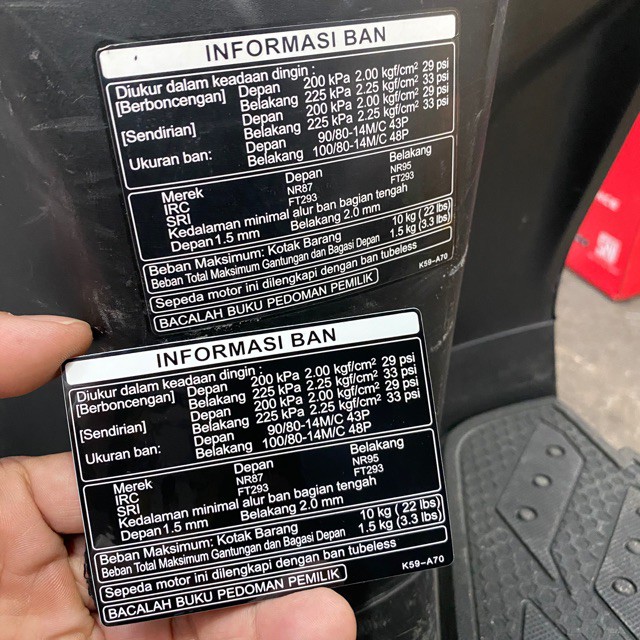 INFORMASI BAN
Diukur dalam keadaan dingin :
[Berboncengan] Depan 200 kPa 2.00 kgf/cm² 29 psi
Belakang 225 kPa 2.25 kgf/cm² 33 psi
[Sendirian] Depan 200 kPa 2.00 kgf/cm² 29 psi
Belakang 225 kPa 2.25 kgf/cm² 33 psi
Ukuran ban: Depan 90/80-14M/C 43P
Belakang 100/80-14M/C 48P
Merek Depan Belakang
IRC NR87 NR95
SRI FT293 FT293
Kedalaman minimal alur ban bagian tengah
Depan 1.5 mm Belakang 2.0 mm
Beban Maksimum: Kotak Barang 10 kg ( 22 lbs)
Beban Total Maksimum Gantungan dan Bagasi Depan 1.5 kg (3.3 lbs)
Sepeda motor ini dilengkapi dengan ban tubeless
BACALAH BUKU PEDOMAN PEMILIK
K59-A70
INFORMASI BAN
Diukur dalam keadaan dingin :
[Berboncengan] Depan 200 kPa 2.00 kgf/cm² 29 psi
Belakang 225 kPa 2.25 kgf/cm² 33 psi
[Sendirian] Depan 200 kPa 2.00 kgf/cm² 29 psi
Belakang 225 kPa 2.25 kgf/cm² 33 psi
Ukuran ban: Depan 90/80-14M/C 43P
Belakang 100/80-14M/C 48P
Merek Depan Belakang
IRC NR87 NR95
SRI FT293 FT293
Kedalaman minimal alur ban bagian tengah
Depan 1.5 mm Belakang 2.0 mm
Beban Maksimum: Kotak Barang 10 kg ( 22 lbs)
Beban Total Maksimum Gantungan dan Bagasi Depan 1.5 kg (3.3 lbs)
Sepeda motor ini dilengkapi dengan ban tubeless
BACALAH BUKU PEDOMAN PEMILIK
K59-A70